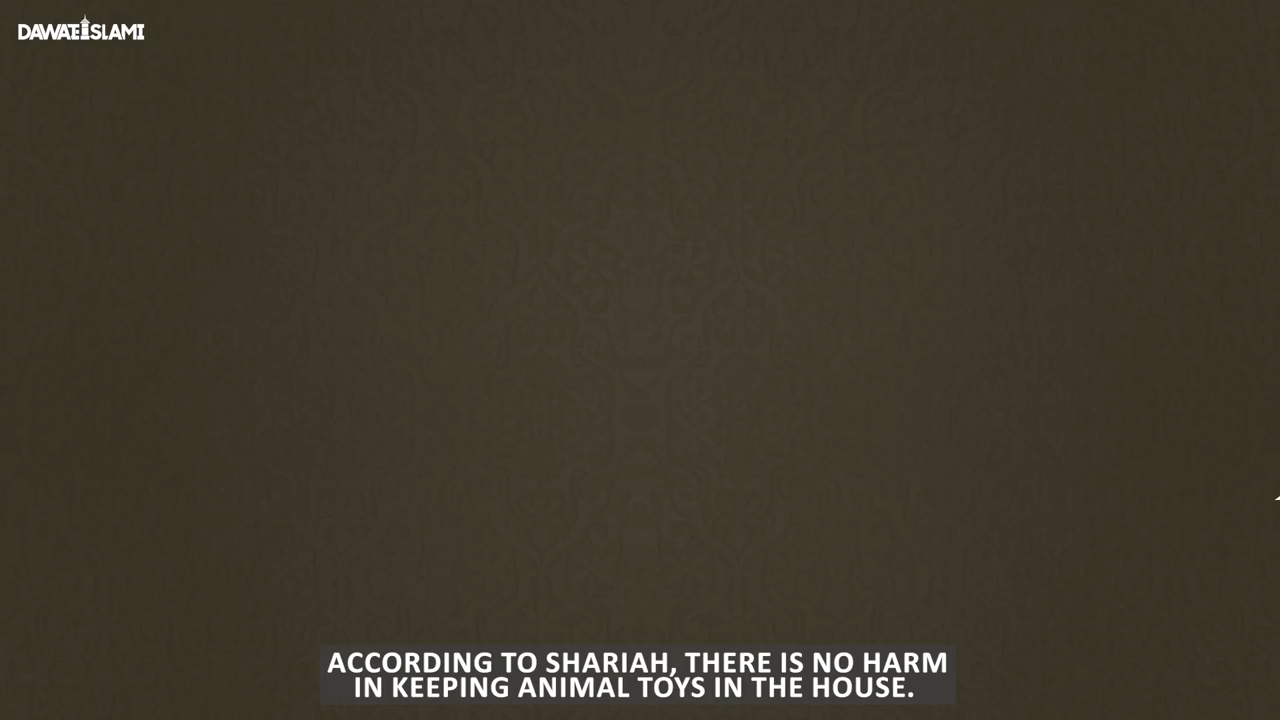 DAWATEISLAMI
ACCORDING TO SHARIAH, THERE IS NO HARM
IN KEEPING ANIMAL TOYS IN THE HOUSE.